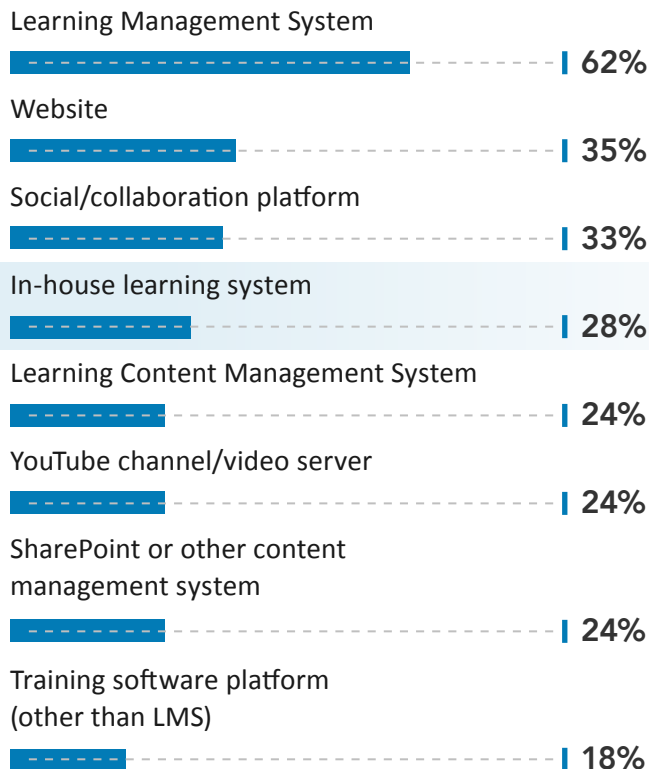 Learning Management System
62%
Website
35%
Social/collaboration platform
33%
In-house learning system
28%
Learning Content Management System
24%
YouTube channel/video server
24%
SharePoint or other content
management system
24%
Training software platform
(other than LMS)
18%